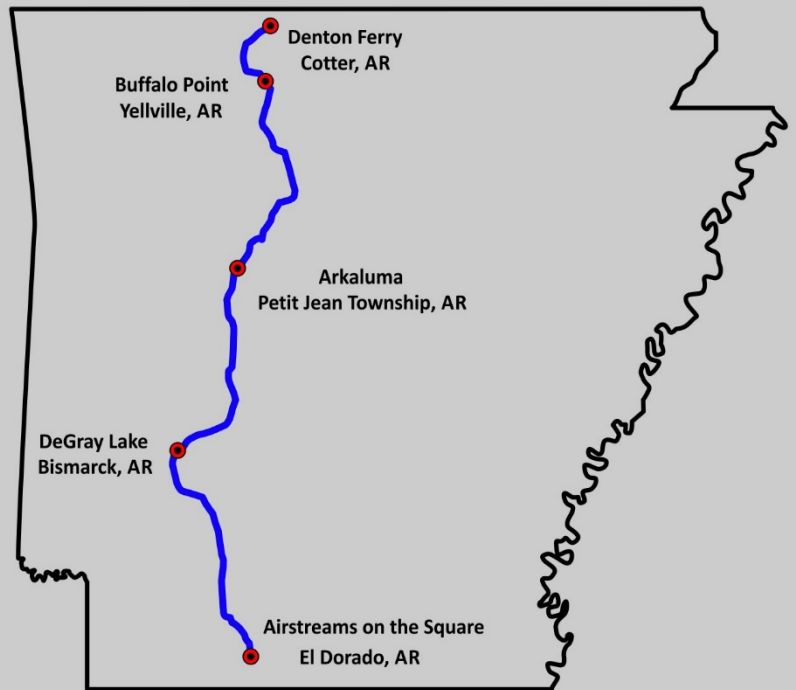 Denton Ferry
Cotter, AR
Buffalo Point
Yellville, AR
Arkaluma
Petit Jean Township, AR
DeGray Lake
Bismarck, AR
Airstreams on the Square
El Dorado, AR